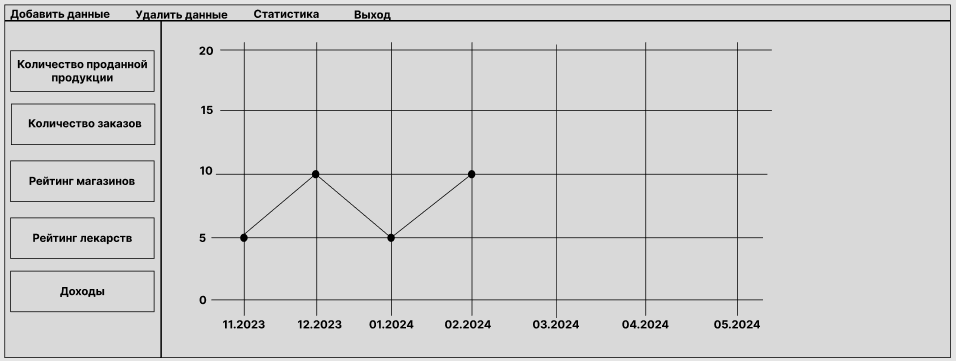 Добавить данные Удалить данные Статистика Выход
Количество проданной
продукции
Количество заказов
Рейтинг магазинов
Рейтинг лекарств
Доходы
20
15
10
5
0
11.2023 12.2023 01.2024 02.2024 03.2024 04.2024 05.2024